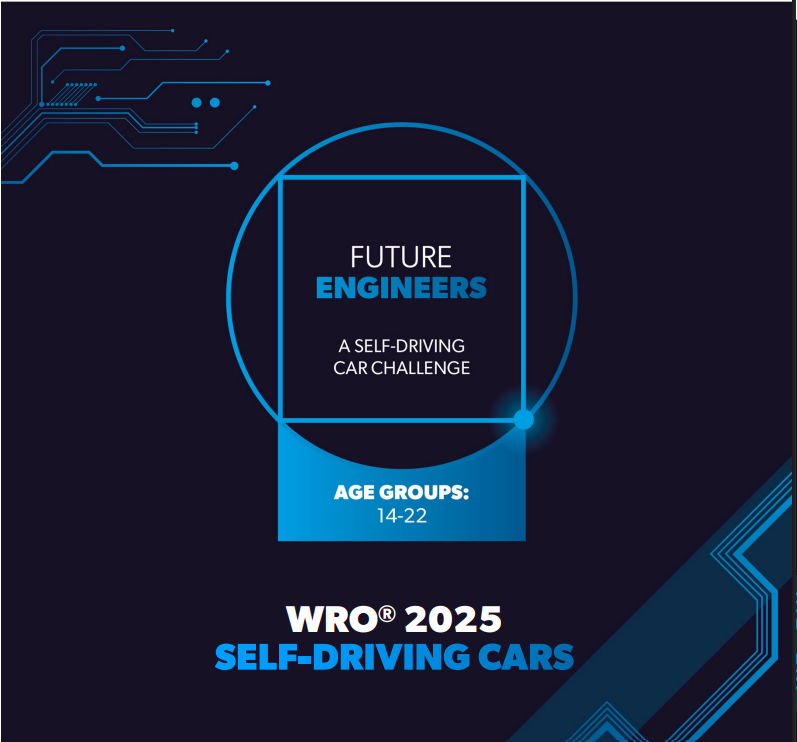 FUTURE
ENGINEERS
A SELF-DRIVING
CAR CHALLENGE
AGE GROUPS:
14-22
WRO® 2025
SELF-DRIVING CARS